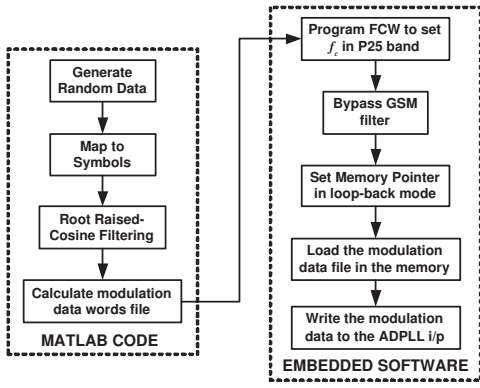 Generate
Random Data
Map to
Symbols
Root Raised-
Cosine Filtering
Calculate modulation
data words file
MATLAB CODE
Program FCW to set
fc in P25 band
Bypass GSM
filter
Set Memory Pointer
in loop-back mode
Load the modulation
data file in the memory
Write the modulation
data to the ADPLL i/p
EMBEDDED SOFTWARE